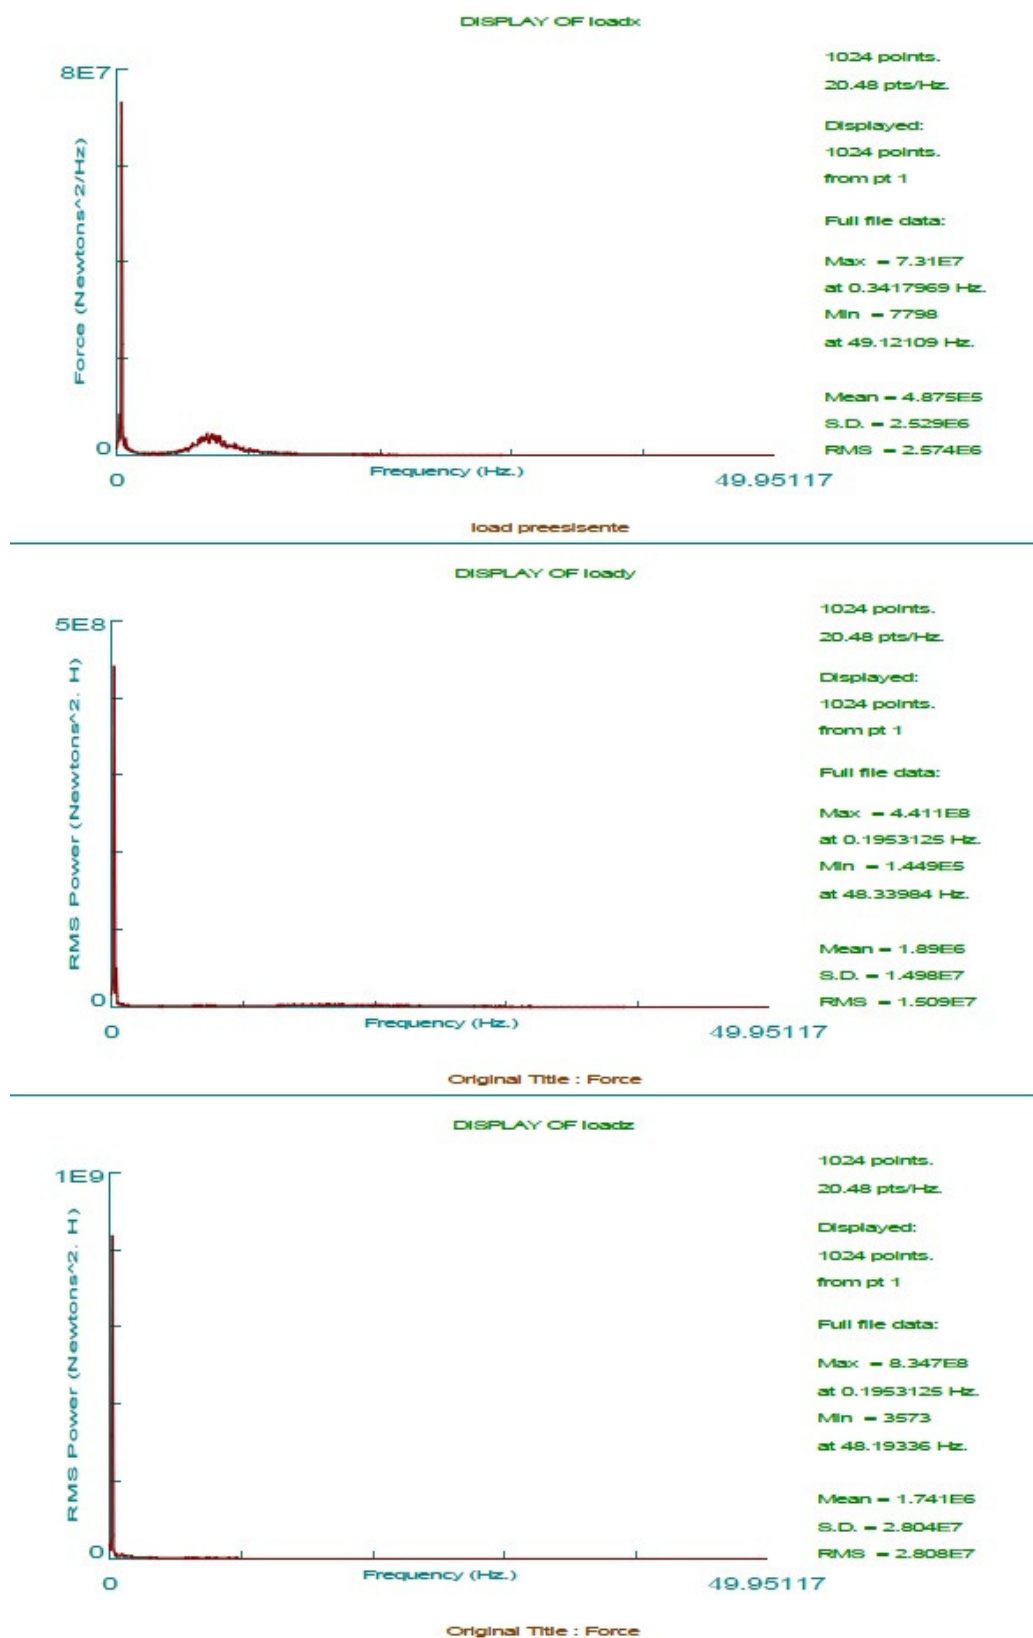 DISPLAY OF loadx
8E7
Force (Newtons^2/Hz)
0
0
Frequency (Hz.)
49.95117
1024 points.
20.48 pts/Hz.
Displayed:
1024 points.
from pt 1
Full file data:
Max = 7.31E7
at 0.3417969 Hz.
Min = 7798
at 49.12109 Hz.
Mean = 4.875E5
S.D. = 2.529E6
RMS = 2.574E6
load preesisente
DISPLAY OF loady
5E8
RMS Power (Newtons^2. H)
0
0
Frequency (Hz.)
49.95117
1024 points.
20.48 pts/Hz.
Displayed:
1024 points.
from pt 1
Full file data:
Max = 4.411E8
at 0.1953125 Hz.
Min = 1.449E5
at 48.33984 Hz.
Mean = 1.89E6
S.D. = 1.498E7
RMS = 1.509E7
Original Title : Force
DISPLAY OF loadz
1E9
RMS Power (Newtons^2. H)
0
0
Frequency (Hz.)
49.95117
1024 points.
20.48 pts/Hz.
Displayed:
1024 points.
from pt 1
Full file data:
Max = 8.347E8
at 0.1953125 Hz.
Min = 3573
at 48.19336 Hz.
Mean = 1.741E6
S.D. = 2.804E7
RMS = 2.808E7
Original Title : Force